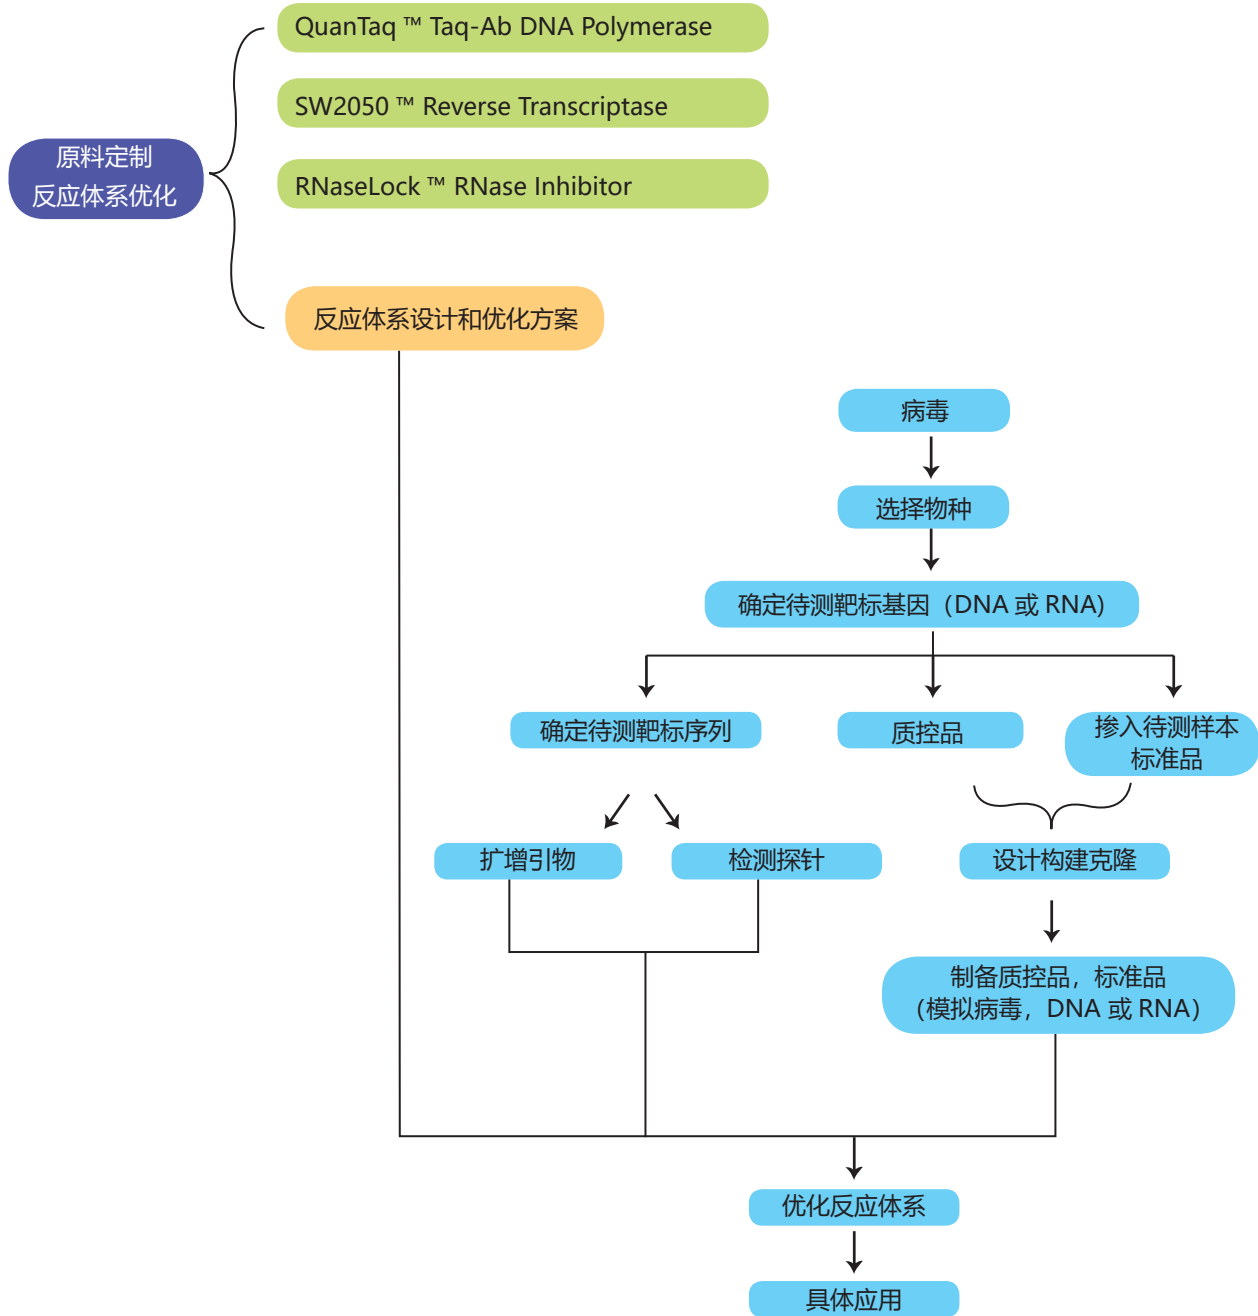 QuanTaq ™ Taq-Ab DNA Polymerase
SW2050 ™ Reverse Transcriptase
原料定制
反应体系优化
RNaseLock ™ RNase Inhibitor
反应体系设计和优化方案
病毒
选择物种
确定待测靶标基因（DNA 或 RNA)
确定待测靶标序列
质控品
掺入待测样本
标准品
扩增引物
检测探针
设计构建克隆
制备质控品，标准品
（模拟病毒，DNA 或 RNA）
优化反应体系
具体应用